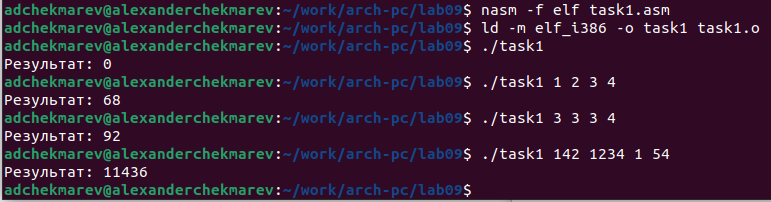 adchekmarev@alexanderchekmarev:~/work/arch-pc/lab09$ nasm -f elf task1.asm
adchekmarev@alexanderchekmarev:~/work/arch-pc/lab09$ ld -m elf_i386 -o task1 task1.o
adchekmarev@alexanderchekmarev:~/work/arch-pc/lab09$ ./task1
Результат: 0
adchekmarev@alexanderchekmarev:~/work/arch-pc/lab09$ ./task1 1 2 3 4
Результат: 68
adchekmarev@alexanderchekmarev:~/work/arch-pc/lab09$ ./task1 3 3 3 4
Результат: 92
adchekmarev@alexanderchekmarev:~/work/arch-pc/lab09$ ./task1 142 1234 1 54
Результат: 11436
adchekmarev@alexanderchekmarev:~/work/arch-pc/lab09$